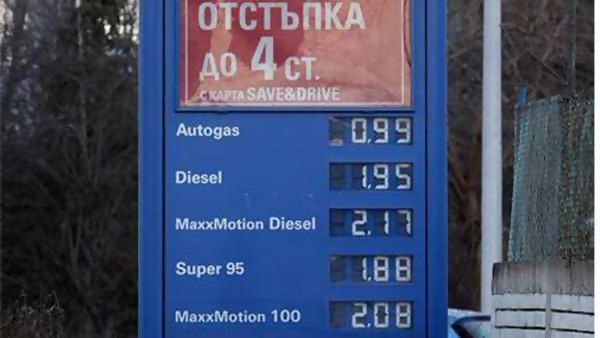 ОТСТЪПКА
ДО 4 СТ.
С КАРТА SAVE&DRIVE
Autogas 0.99
Diesel 1.95
MaxxMotion Diesel 2.17
Super 95 1.88
MaxxMotion 100 2.08